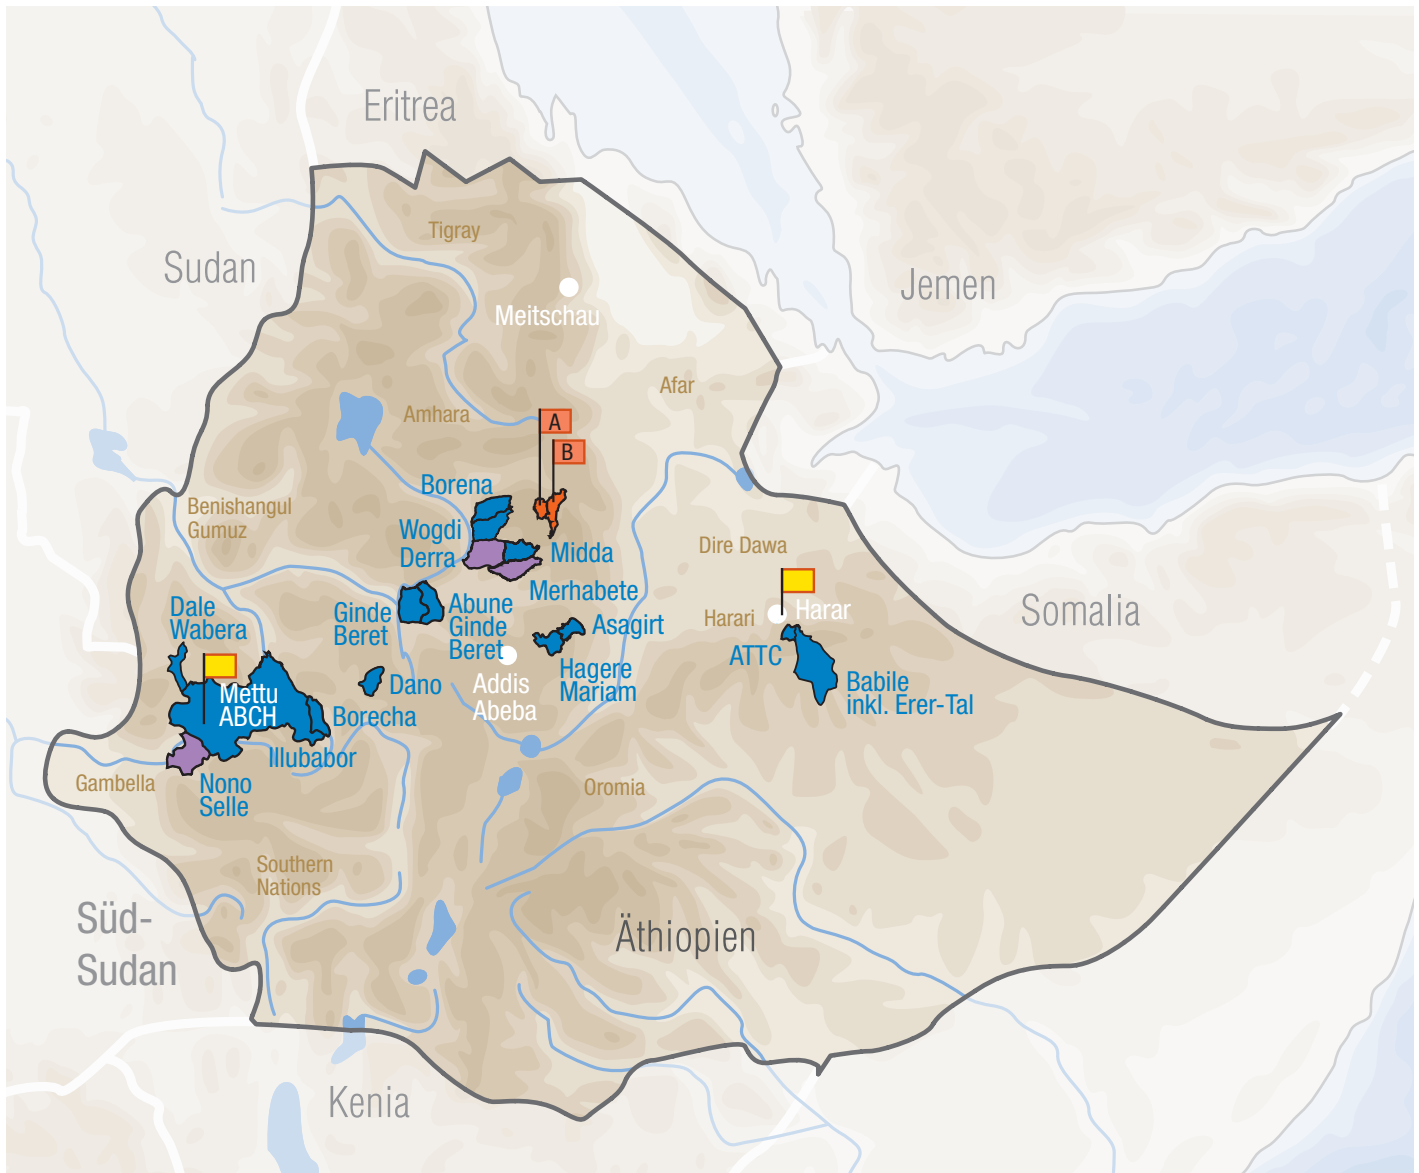 Eritrea
Tigray
Sudan
Jemen
Meitschau
Afar
Amhara
A
B
Borena
Benishangul
Gumuz
Wogdi
Derra
Midda
Dire Dawa
Merhabete
Dale
Wabera
Ginde
Beret
Abune
Ginde
Beret
Asagirt
Harari
Harar
Somalia
ATTC
Hagere
Mariam
Dano
Addis
Abeba
Babile
inkl. Erer-Tal
Mettu
ABCH
Borecha
Illubabor
Gambella
Nono
Selle
Oromia
Southern
Nations
Süd-
Sudan
Äthiopien
Kenia